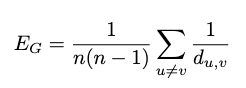 E_G = \frac{1}{n(n-1)} \sum_{u \neq v} \frac{1}{d_{u,v}}